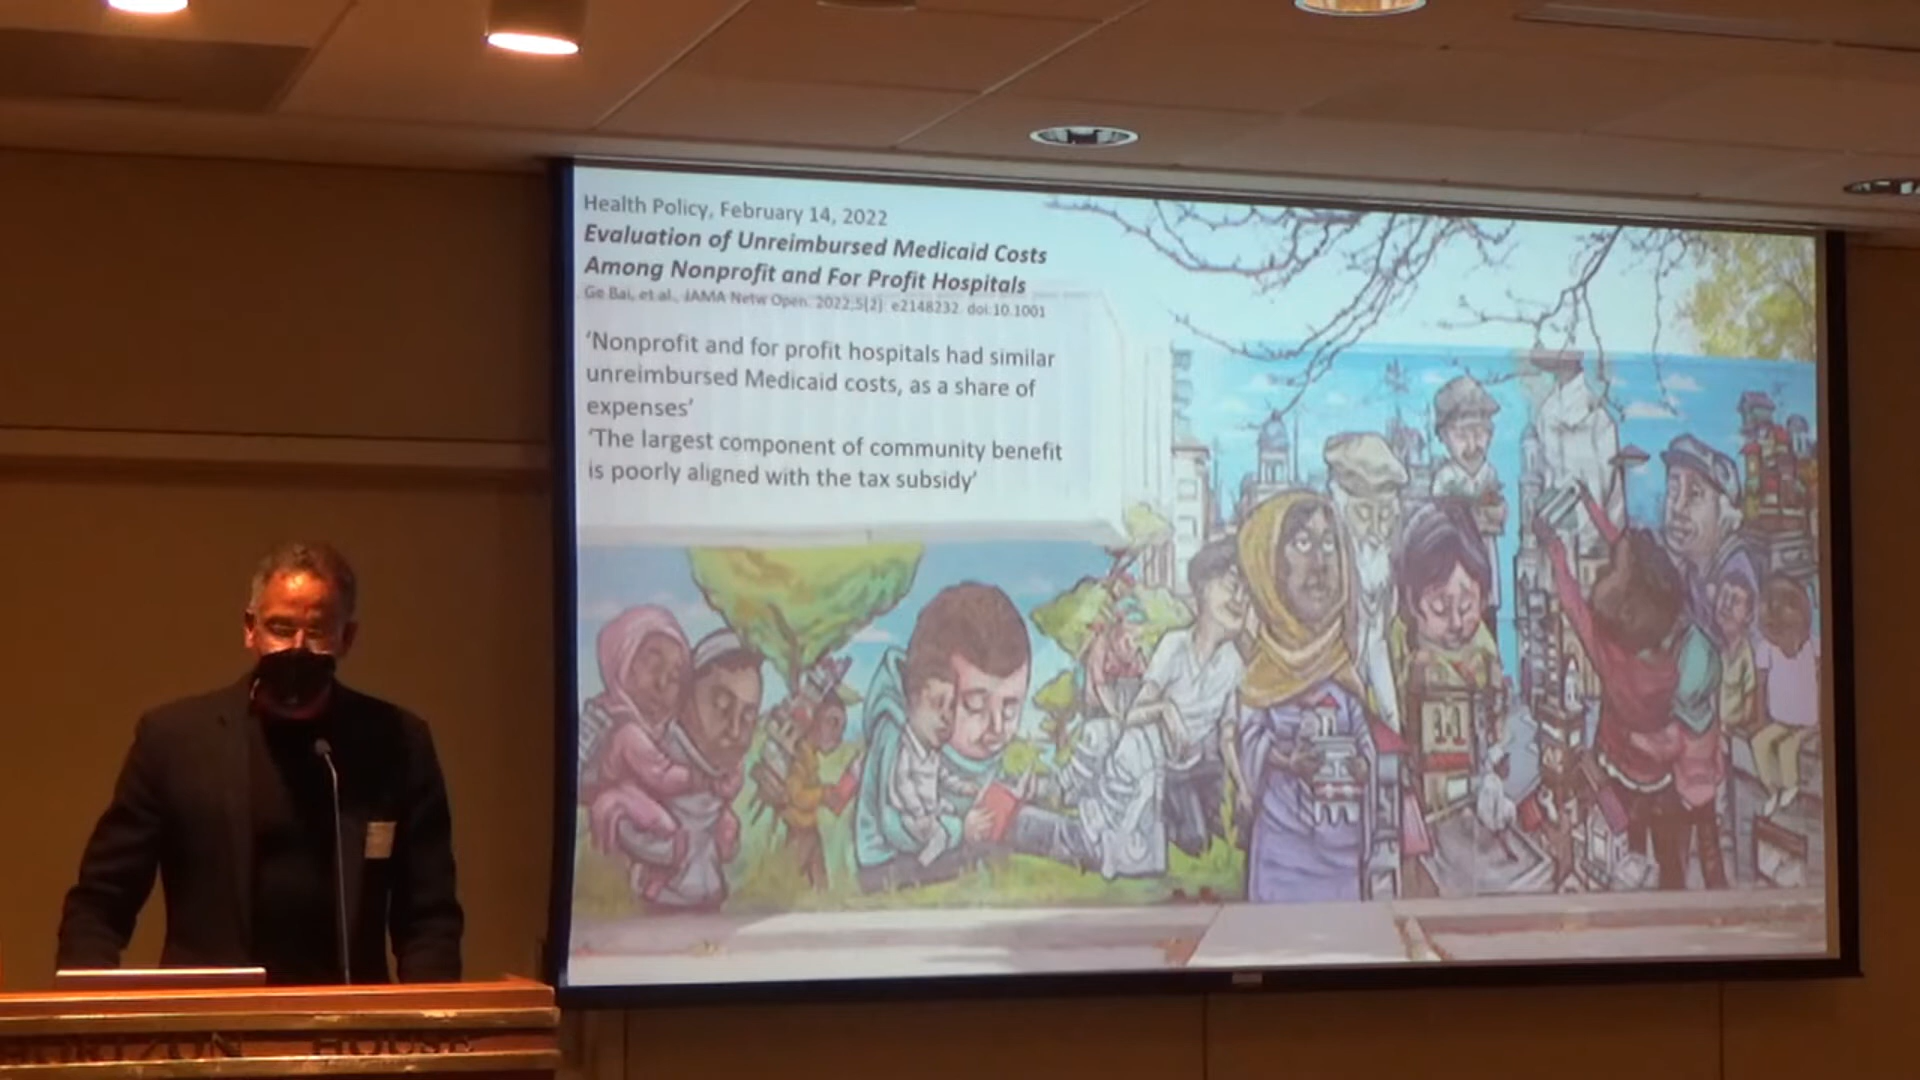 Health Policy, February 14, 2022
Evaluation of Unreimbursed Medicaid Costs
Among Nonprofit and For Profit Hospitals
Ge Bai, et al., JAMA Netw Open. 2022;5(2): e2148232. doi:10.1001
‘Nonprofit and for profit hospitals had similar
unreimbursed Medicaid costs, as a share of
expenses’
‘The largest component of community benefit
is poorly aligned with the tax subsidy’
HORIZON HOUSE